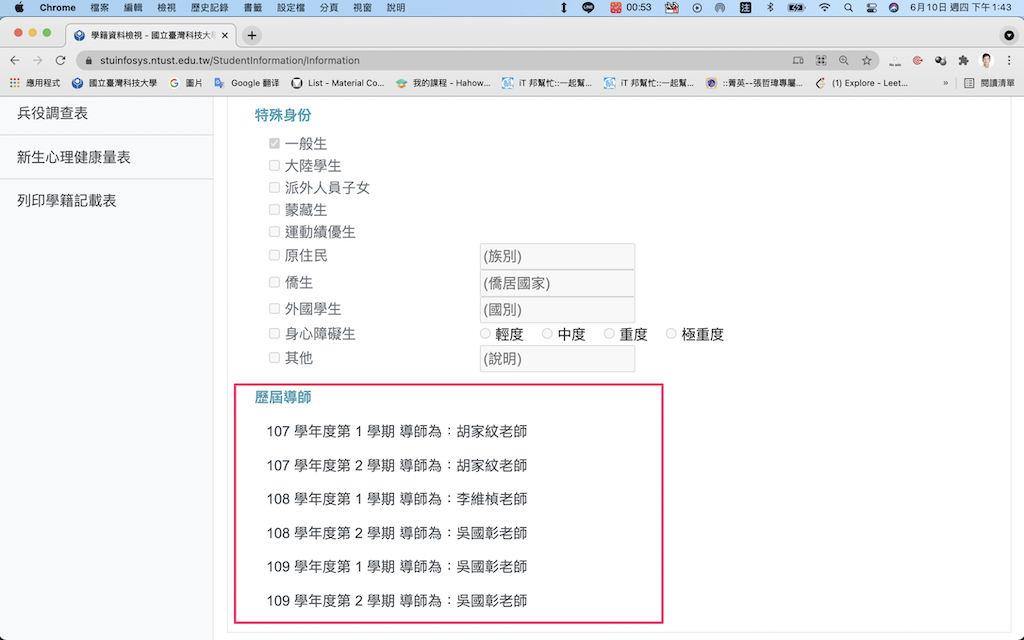 Chrome 檔案 編輯 檢視 歷史記錄 書籤 設定檔 分頁 視窗 說明 00:53 注 6月10日 週四 下午1:43
學籍資料檢視 - 國立臺灣科技大學
stuinfosys.ntust.edu.tw/StudentInformation/Information
應用程式 國立臺灣科技大學 圖片 Google 翻譯 List - Material Co... 我的課程 - Hahow... iT 邦幫忙::一起幫... iT 邦幫忙::一起幫... ::菁英--張哲瑋專屬... (1) Explore - Leet... » 閱讀清單
兵役調查表
新生心理健康量表
列印學籍記載表
特殊身份
一般生
大陸學生
派外人員子女
蒙藏生
運動績優生
原住民 (族別)
僑生 (僑居國家)
外國學生 (國別)
身心障礙生 輕度 中度 重度 極重度
其他 (說明)
歷屆導師
107 學年度第 1 學期 導師為：胡家紋老師
107 學年度第 2 學期 導師為：胡家紋老師
108 學年度第 1 學期 導師為：李維楨老師
108 學年度第 2 學期 導師為：吳國彰老師
109 學年度第 1 學期 導師為：吳國彰老師
109 學年度第 2 學期 導師為：吳國彰老師